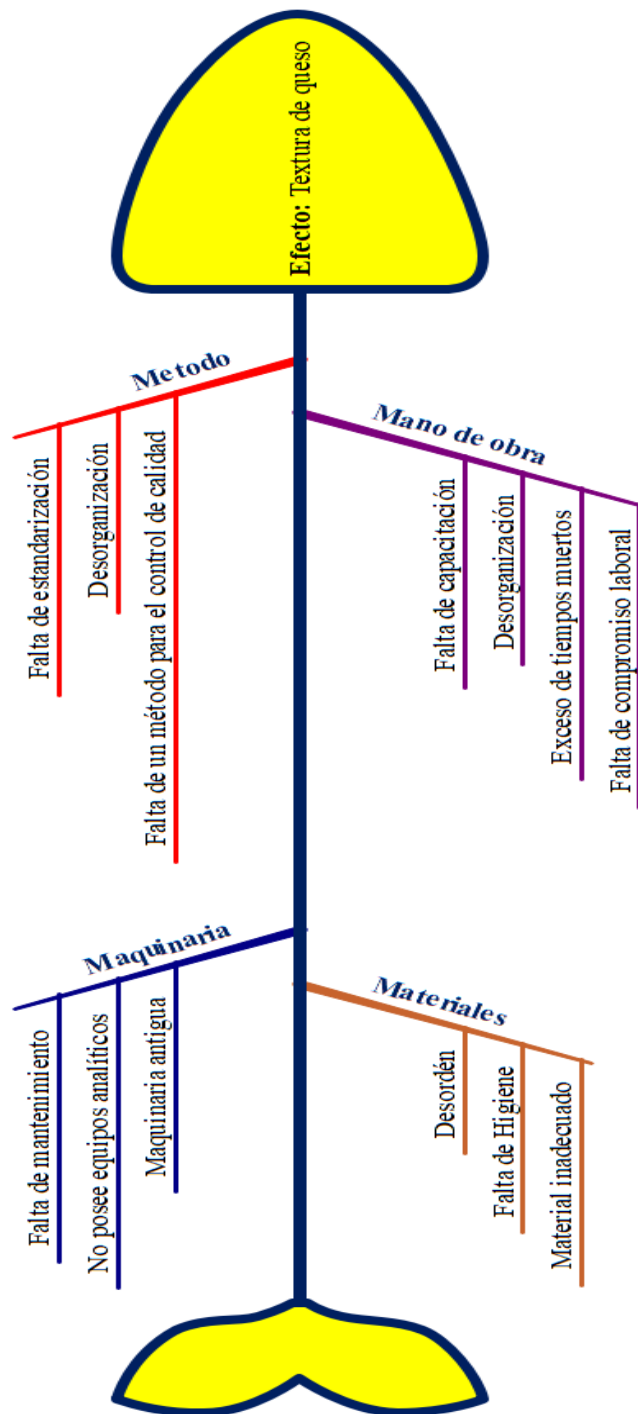 Efecto: Textura de queso
Metodo
Falta de estandarización
Desorganización
Falta de un método para el control de calidad
Mano de obra
Falta de capacitación
Desorganización
Exceso de tiempos muertos
Falta de compromiso laboral
Maquinaria
Falta de mantenimiento
No posee equipos analíticos
Maquinaria antigua
Materiales
Desorden
Falta de Higiene
Material inadecuado